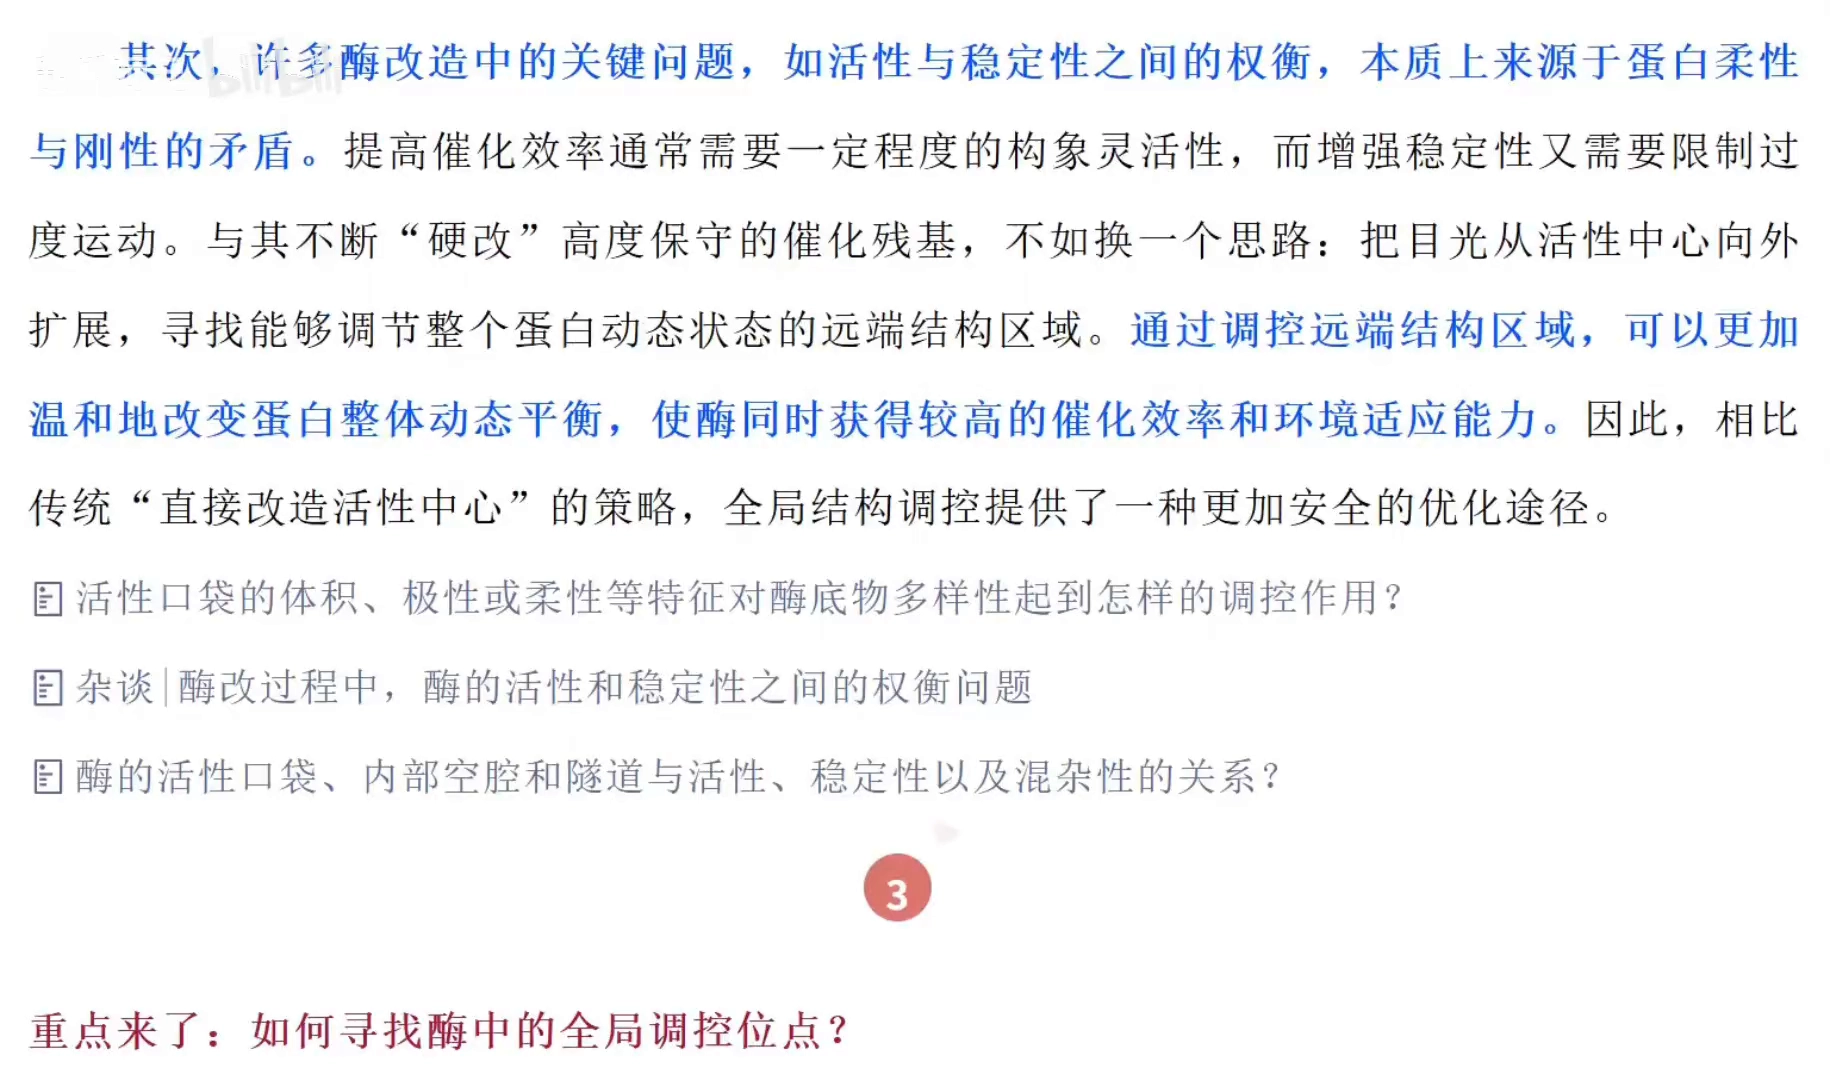 其次，许多酶改造中的关键问题，如活性与稳定性之间的权衡，本质上来源于蛋白柔性
与刚性的矛盾。提高催化效率通常需要一定程度的构象灵活性，而增强稳定性又需要限制过
度运动。与其不断“硬改”高度保守的催化残基，不如换一个思路：把目光从活性中心向外
扩展，寻找能够调节整个蛋白动态状态的远端结构区域。通过调控远端结构区域，可以更加
温和地改变蛋白整体动态平衡，使酶同时获得较高的催化效率和环境适应能力。因此，相比
传统“直接改造活性中心”的策略，全局结构调控提供了一种更加安全的优化途径。
活性口袋的体积、极性或柔性等特征对酶底物多样性起到怎样的调控作用？
杂谈|酶改过程中，酶的活性和稳定性之间的权衡问题
酶的活性口袋、内部空腔和隧道与活性、稳定性以及混杂性的关系？
3
重点来了：如何寻找酶中的全局调控位点？